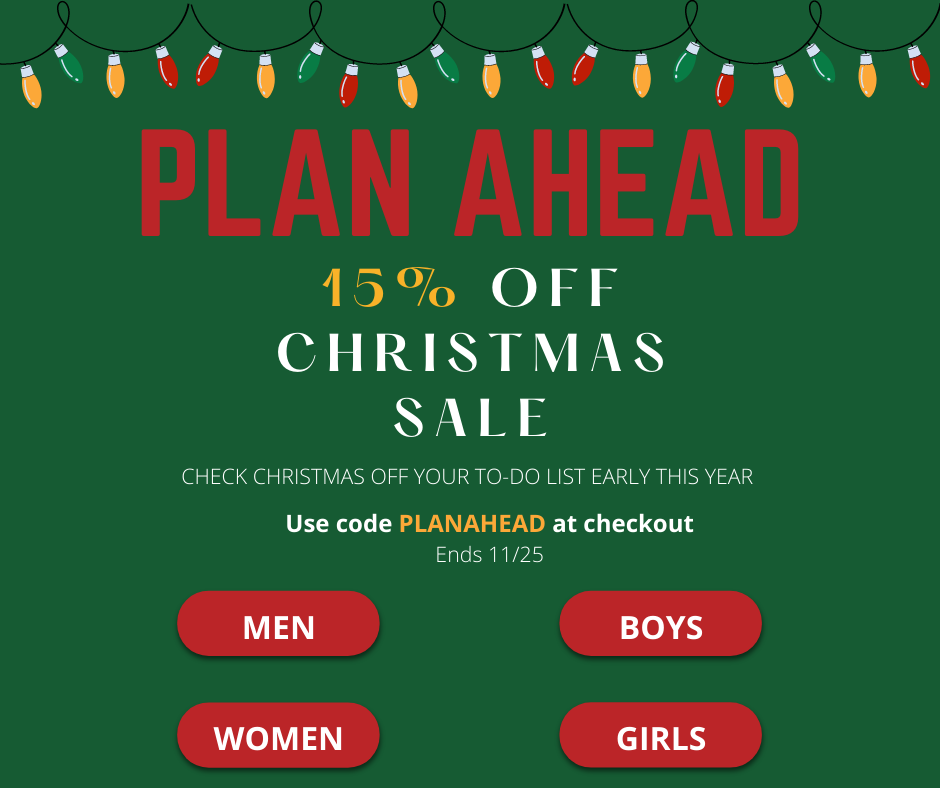 PLAN AHEAD
15% OFF
CHRISTMAS
SALE
CHECK CHRISTMAS OFF YOUR TO-DO LIST EARLY THIS YEAR
Use code PLANAHEAD at checkout
Ends 11/25
MEN
BOYS
WOMEN
GIRLS